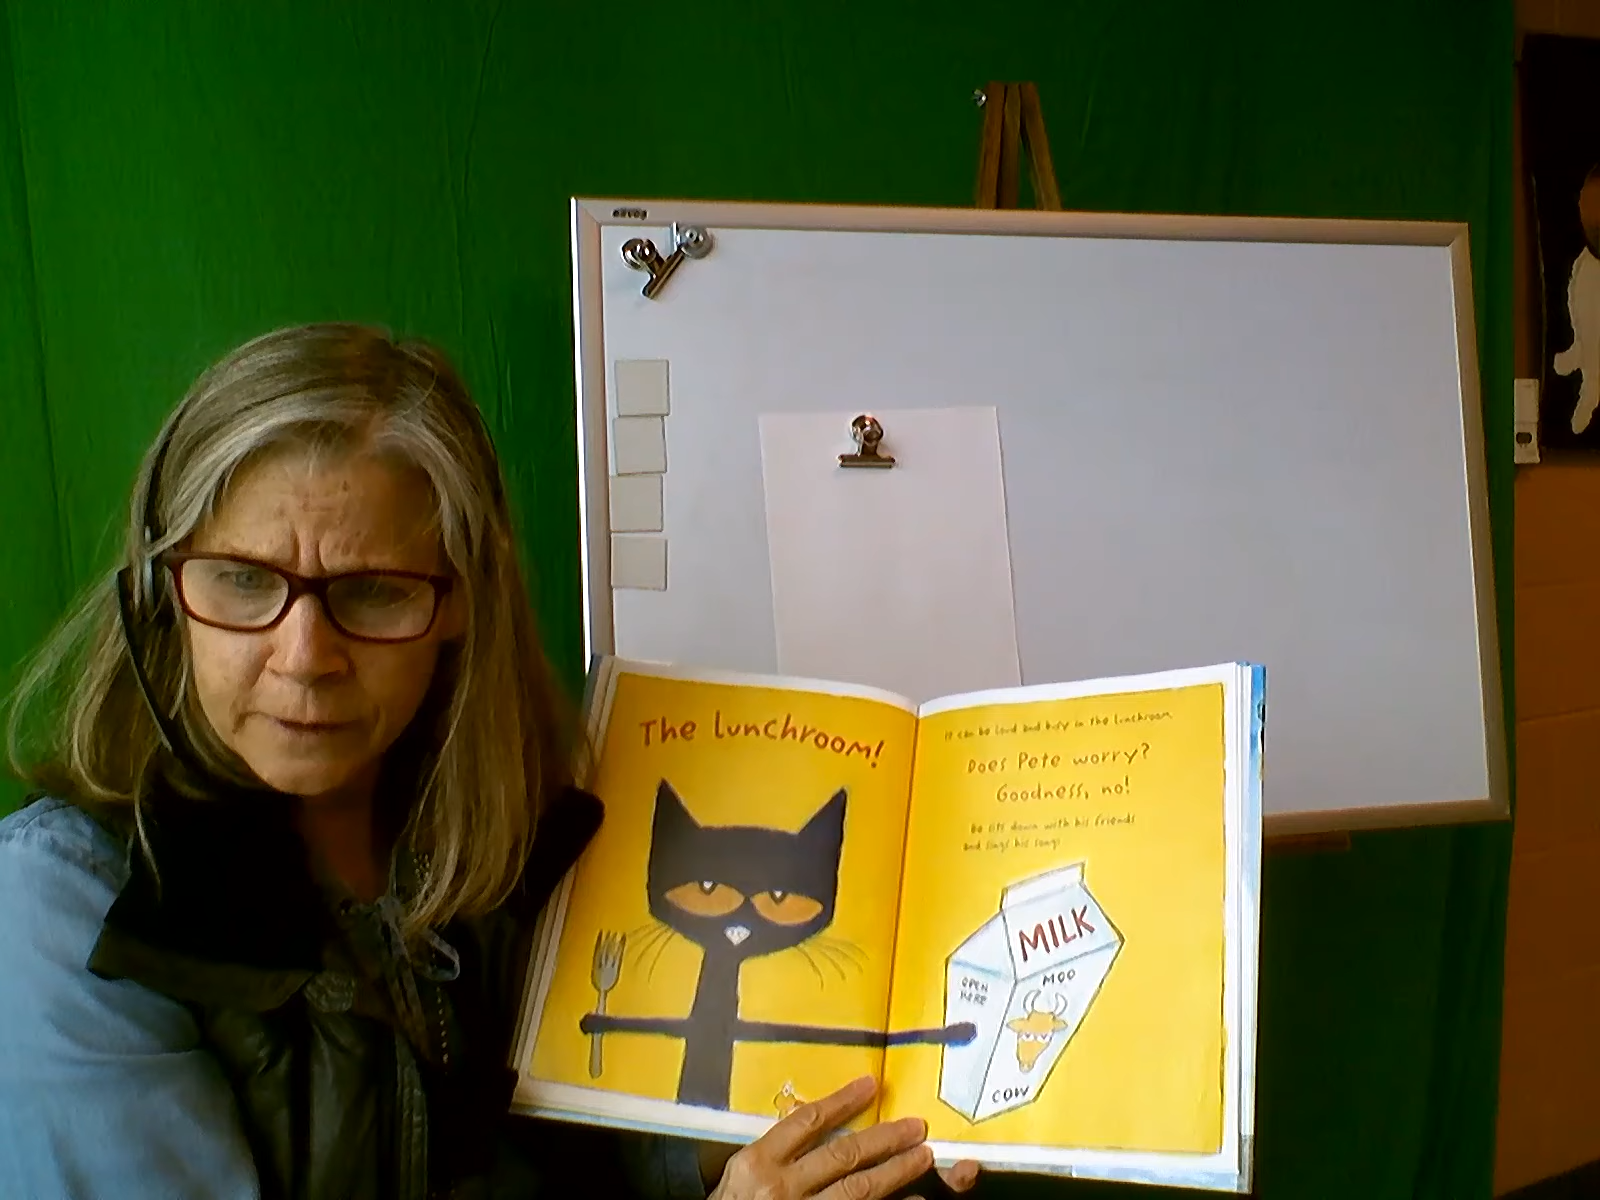 The lunchroom!
It can be loud and busy in the lunchroom.
Does Pete worry?
Goodness, no!
He sits down with his friends
and sings his song:
MILK
OPEN
HERE
MOO
COW